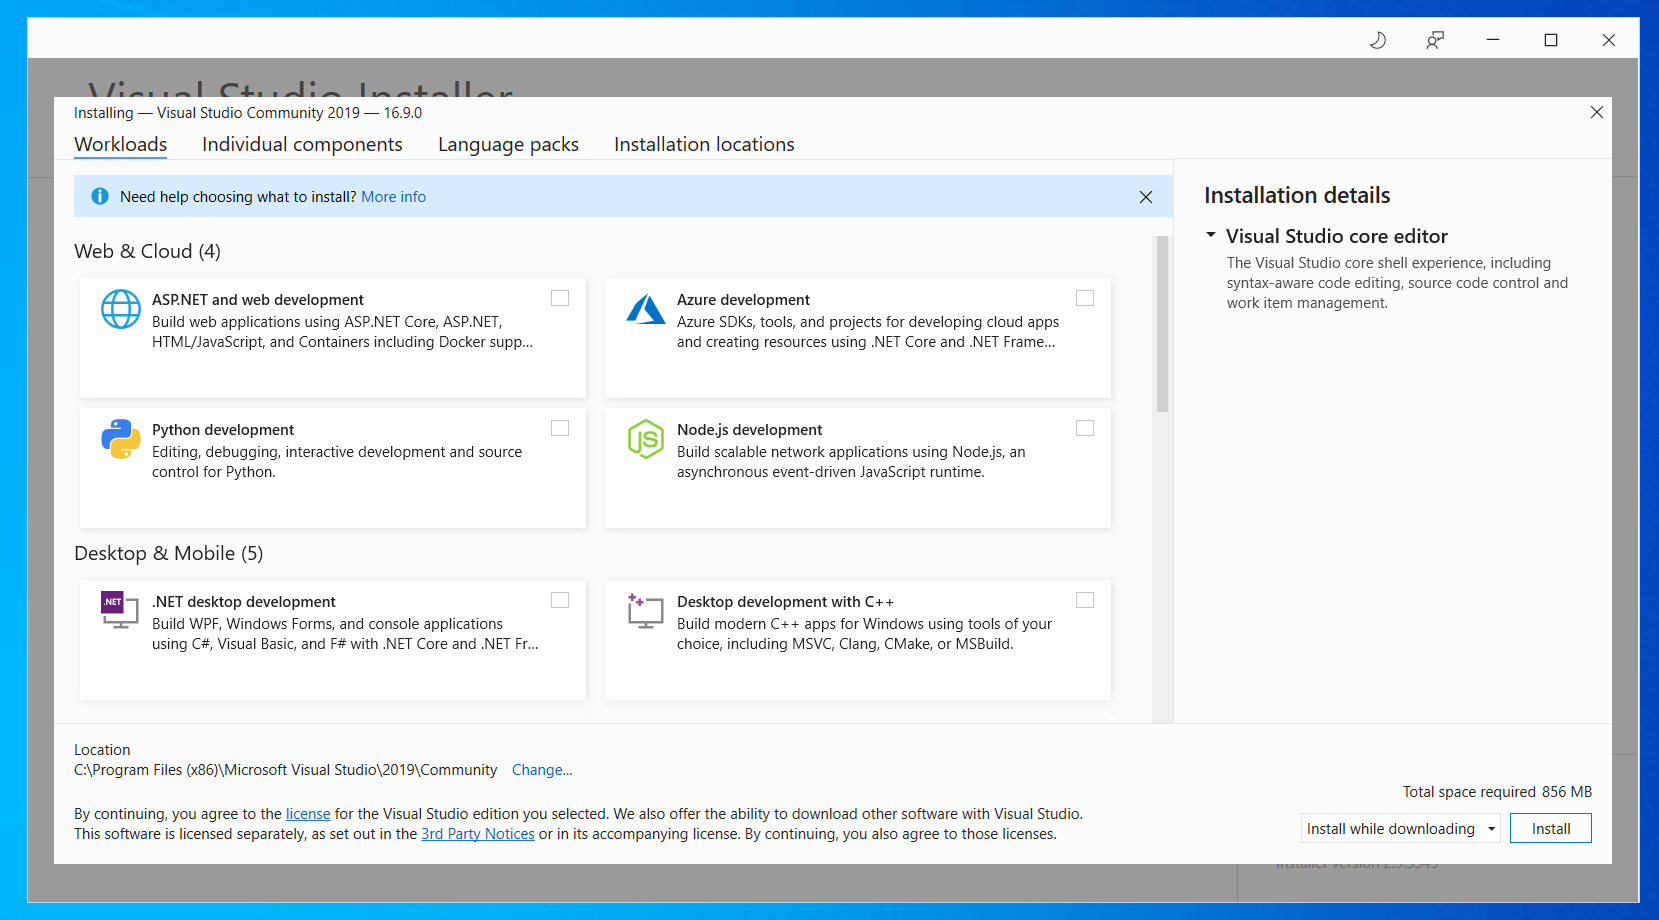 Visual Studio Installer
Installing — Visual Studio Community 2019 — 16.9.0
Workloads
Individual components
Language packs
Installation locations
Need help choosing what to install? More info
Web & Cloud (4)
ASP.NET and web development
Build web applications using ASP.NET Core, ASP.NET,
HTML/JavaScript, and Containers including Docker supp...
Azure development
Azure SDKs, tools, and projects for developing cloud apps
and creating resources using .NET Core and .NET Frame...
Python development
Editing, debugging, interactive development and source
control for Python.
JS
Node.js development
Build scalable network applications using Node.js, an
asynchronous event-driven JavaScript runtime.
Desktop & Mobile (5)
.NET
.NET desktop development
Build WPF, Windows Forms, and console applications
using C#, Visual Basic, and F# with .NET Core and .NET Fr...
Desktop development with C++
Build modern C++ apps for Windows using tools of your
choice, including MSVC, Clang, CMake, or MSBuild.
Installation details
Visual Studio core editor
The Visual Studio core shell experience, including
syntax-aware code editing, source code control and
work item management.
Location
C:\Program Files (x86)\Microsoft Visual Studio\2019\Community Change...
By continuing, you agree to the license for the Visual Studio edition you selected. We also offer the ability to download other software with Visual Studio.
This software is licensed separately, as set out in the 3rd Party Notices or in its accompanying license. By continuing, you also agree to those licenses.
Total space required 856 MB
Install while downloading
Install